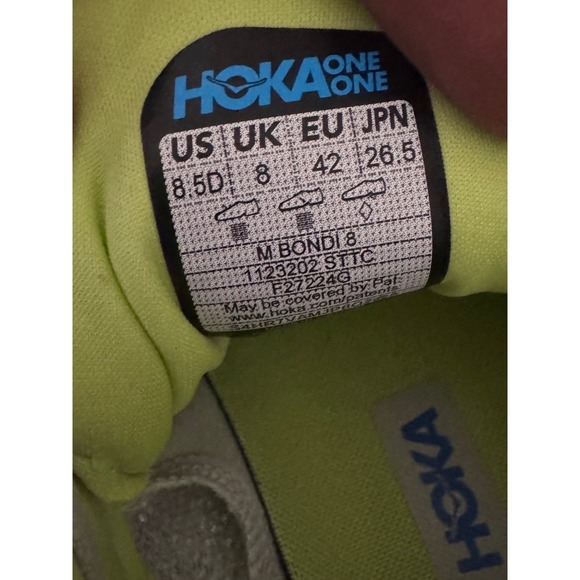 HOKA ONE ONE
US UK EU JPN
8.5D 8 42 26.5
M BONDI 8
1123202 STTC
F27224G
May be covered by Pat.
www.hoka.com/patents
HOKA